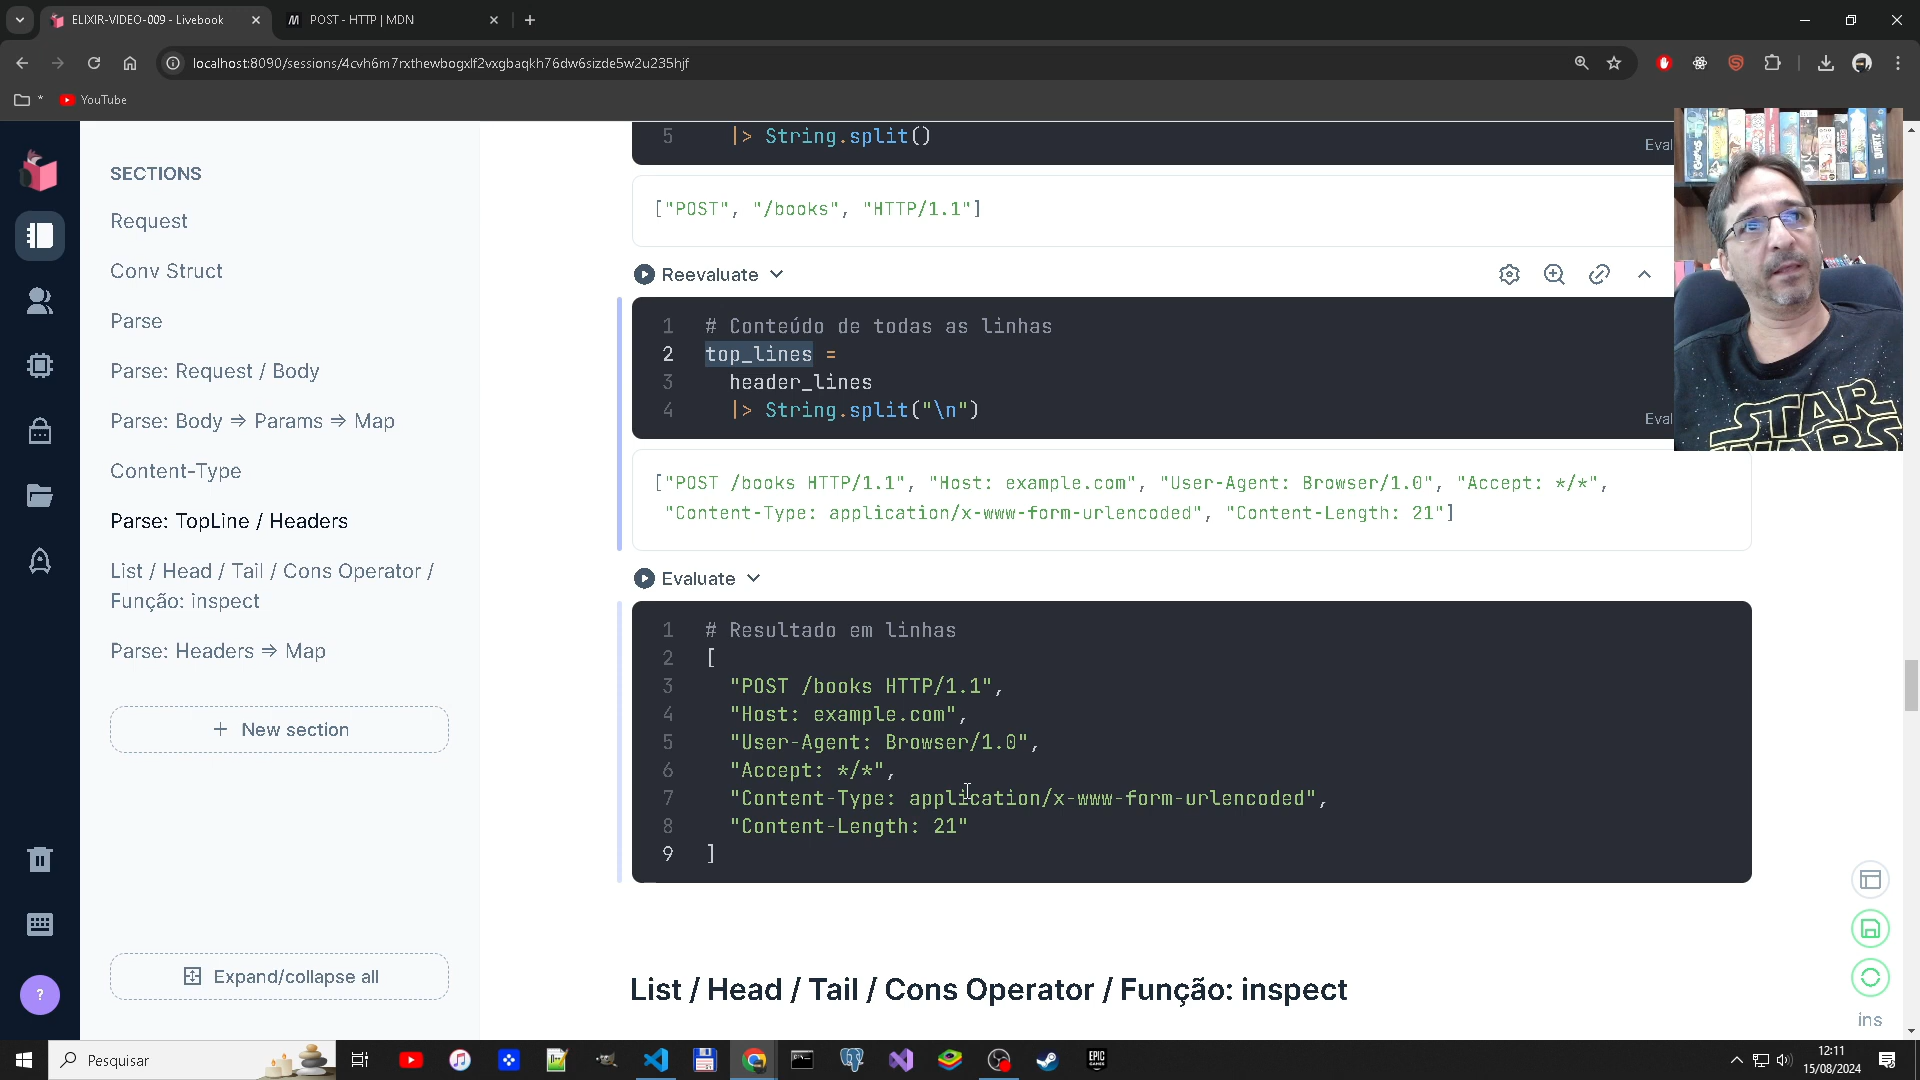 ELIXIR-VIDEO-009 - Livebook
POST - HTTP | MDN
localhost:8090/sessions/4cvh6m7rxthewbogxlf2vxgbaqkh76dw6sizde5w2u235hjf
*
YouTube
SECTIONS
Request
Conv Struct
Parse
Parse: Request / Body
Parse: Body ⇒ Params ⇒ Map
Content-Type
Parse: TopLine / Headers
List / Head / Tail / Cons Operator /
Função: inspect
Parse: Headers ⇒ Map
+ New section
Expand/collapse all
?
5 |> String.split()
Eval
["POST", "/books", "HTTP/1.1"]
Reevaluate
1 # Conteúdo de todas as linhas
2 top_lines =
3 header_lines
4 |> String.split("\n")
Eval
["POST /books HTTP/1.1", "Host: example.com", "User-Agent: Browser/1.0", "Accept: */*",
"Content-Type: application/x-www-form-urlencoded", "Content-Length: 21"]
Evaluate
1 # Resultado em linhas
2 [
3 "POST /books HTTP/1.1",
4 "Host: example.com",
5 "User-Agent: Browser/1.0",
6 "Accept: */*",
7 "Content-Type: application/x-www-form-urlencoded",
8 "Content-Length: 21"
9 ]
List / Head / Tail / Cons Operator / Função: inspect
ins
STAR
WARS
Pesquisar
EPIC
GAMES
12:11
15/08/2024